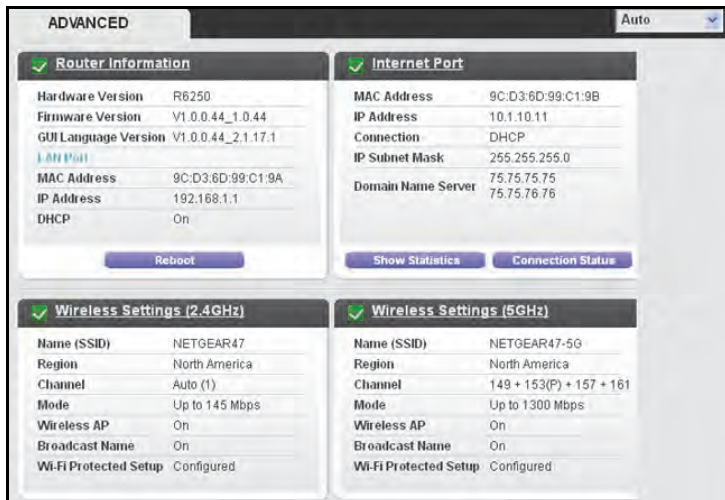 ADVANCED
Auto
Router Information
Hardware Version R6250
Firmware Version V1.0.0.44_1.0.44
GUI Language Version V1.0.0.44_2.1.17.1
LAN Port
MAC Address 9C:D3:6D:99:C1:9A
IP Address 192.168.1.1
DHCP On
Reboot
Internet Port
MAC Address 9C:D3:6D:99:C1:9B
IP Address 10.1.10.11
Connection DHCP
IP Subnet Mask 255.255.255.0
Domain Name Server 75.75.75.75
75.75.76.76
Show Statistics
Connection Status
Wireless Settings (2.4GHz)
Name (SSID) NETGEAR47
Region North America
Channel Auto (1)
Mode Up to 145 Mbps
Wireless AP On
Broadcast Name On
Wi-Fi Protected Setup Configured
Wireless Settings (5GHz)
Name (SSID) NETGEAR47-5G
Region North America
Channel 149 + 153(P) + 157 + 161
Mode Up to 1300 Mbps
Wireless AP On
Broadcast Name On
Wi-Fi Protected Setup Configured